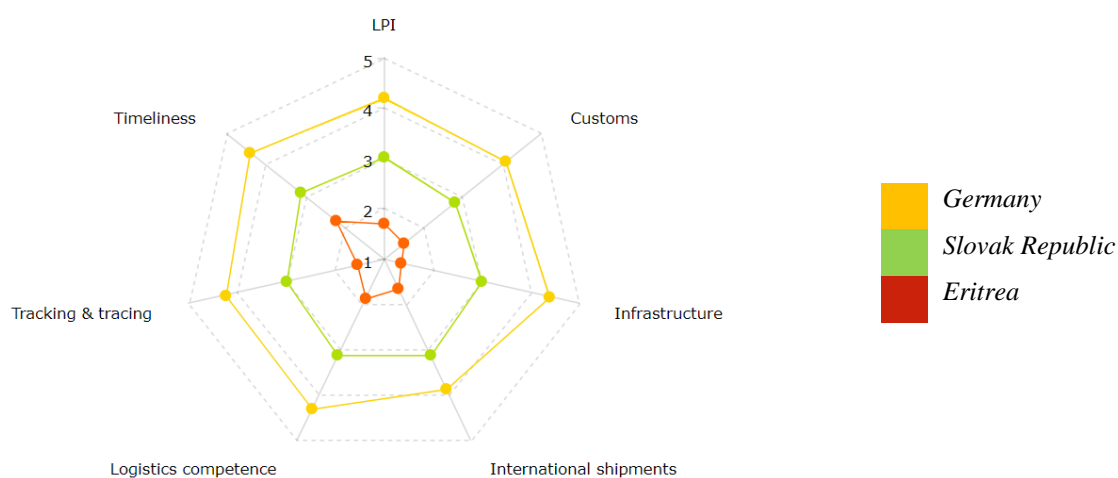 LPI
5
Timeliness
Customs
4
3
Germany
2
Slovak Republic
1
Eritrea
Tracking & tracing
Infrastructure
Logistics competence
International shipments